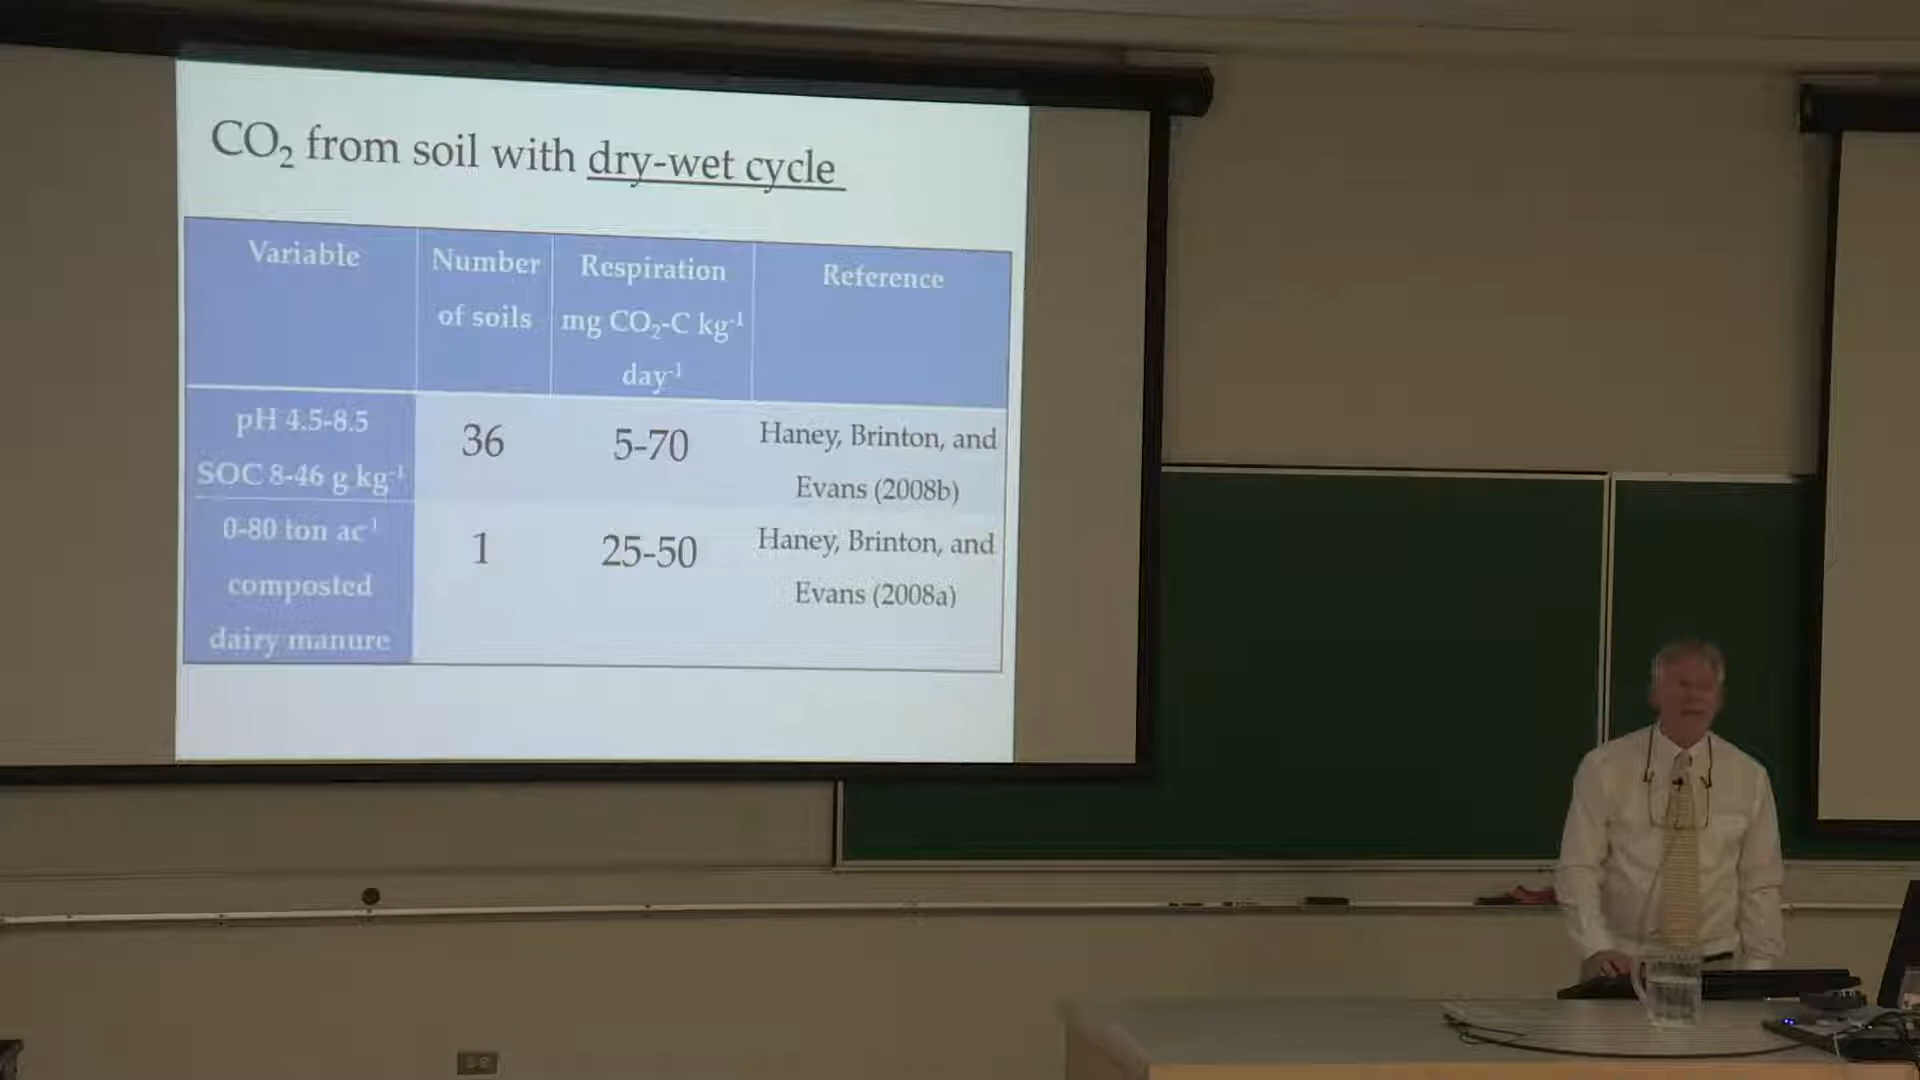 CO₂ from soil with dry-wet cycle
Variable
Number
of soils
Respiration
mg CO₂-C kg⁻¹
day⁻¹
Reference
pH 4.5-8.5
SOC 8-46 g kg⁻¹
36
5-70
Haney, Brinton, and
Evans (2008b)
0-80 ton ac⁻¹
composted
dairy manure
1
25-50
Haney, Brinton, and
Evans (2008a)